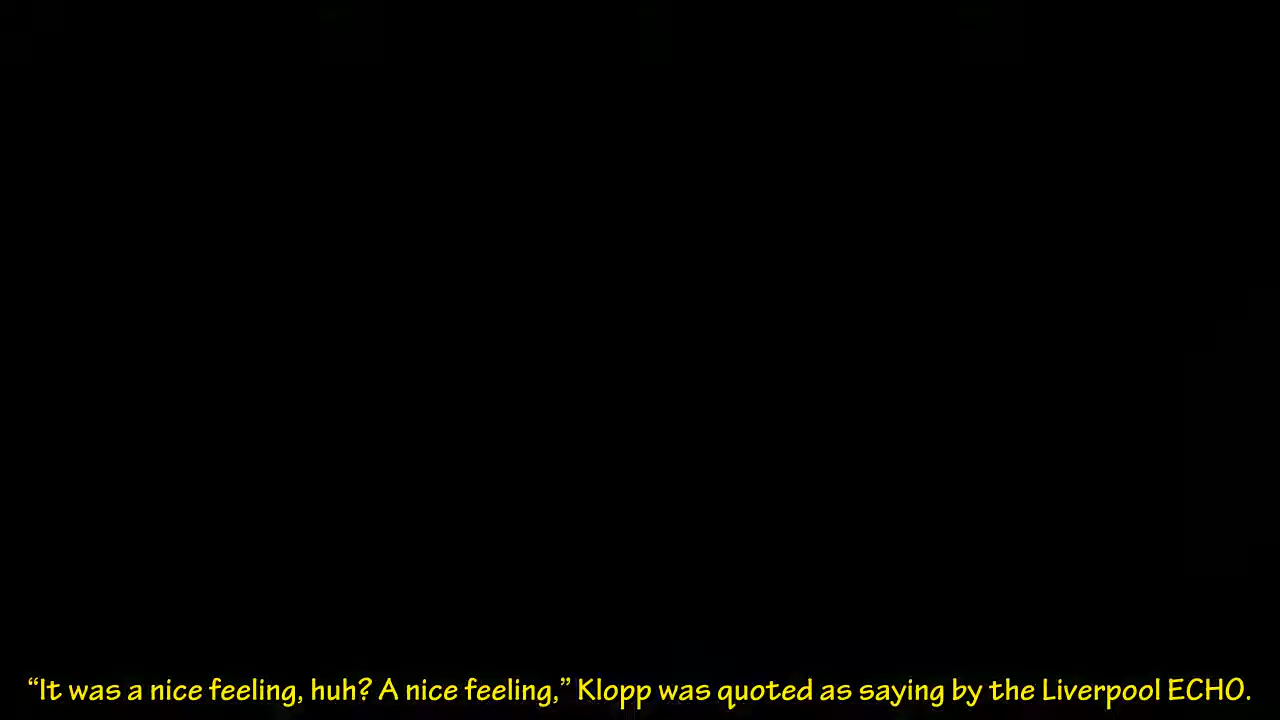 “It was a nice feeling, huh? A nice feeling,” Klopp was quoted as saying by the Liverpool ECHO.